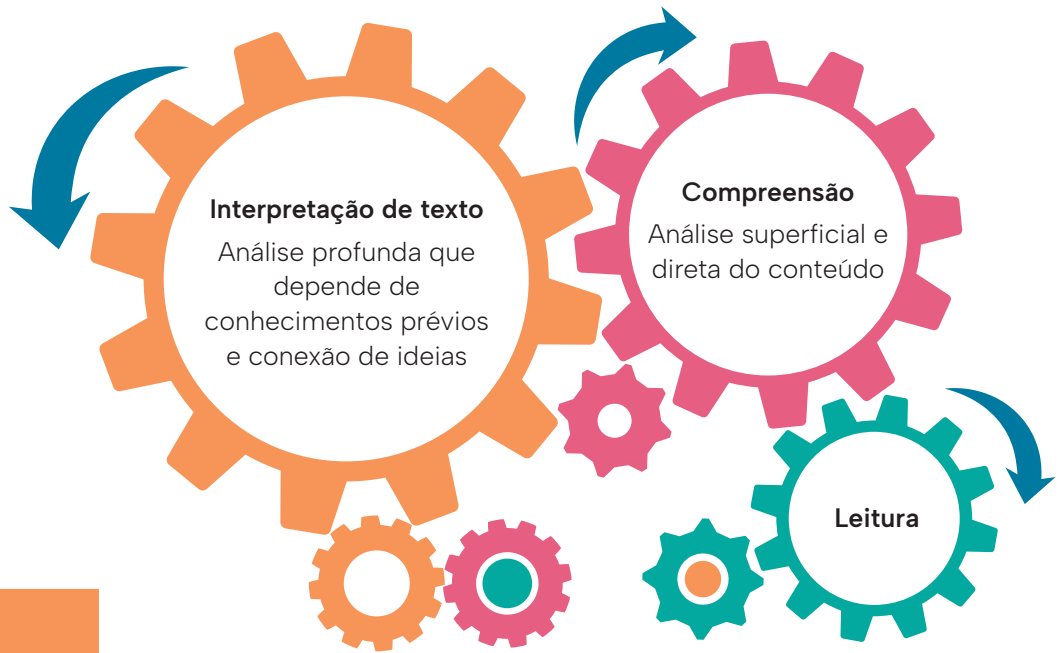 Interpretação de texto
Análise profunda que
depende de
conhecimentos prévios
e conexão de ideias
Compreensão
Análise superficial e
direta do conteúdo
Leitura